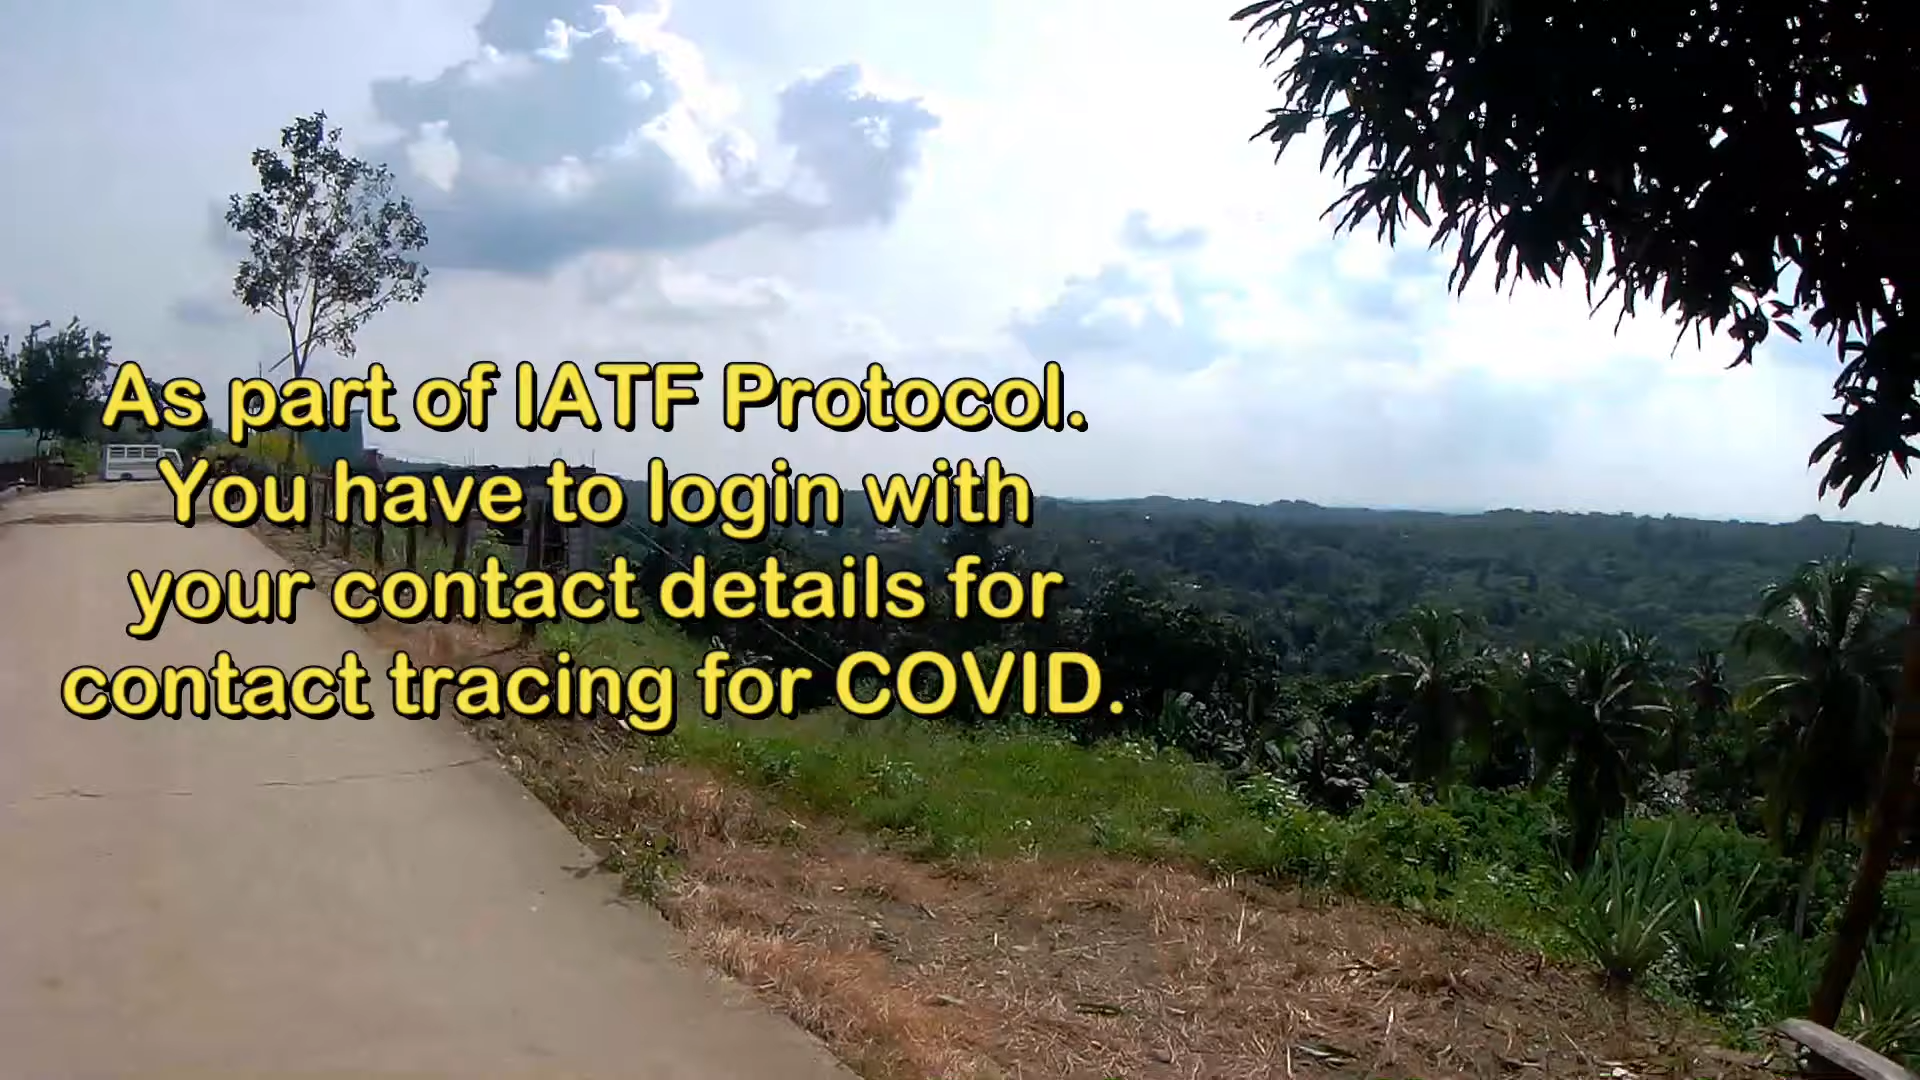 As part of IATF Protocol.
You have to login with
your contact details for
contact tracing for COVID.